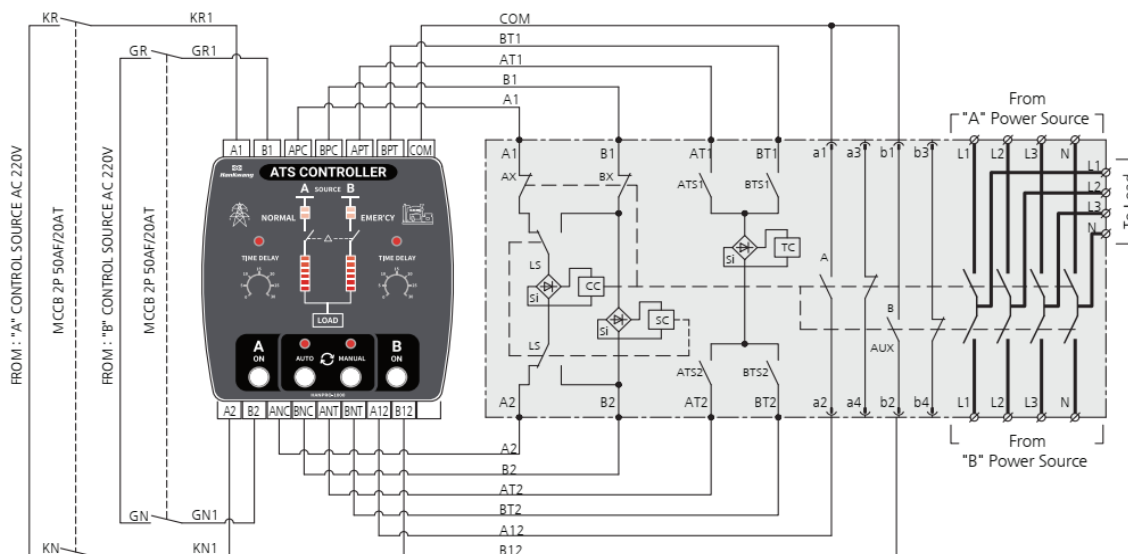 KR KR1 COM
GR GR1 BT1
AT1
B1
A1
FROM : "A" CONTROL SOURCE AC 220V
MCCB 2P 50AF/20AT
FROM : "B" CONTROL SOURCE AC 220V
MCCB 2P 50AF/20AT
A1 B1 APC BPC APT BPT COM
HanKwang
ATS CONTROLLER
A SOURCE B
NORMAL EMER'CY
TIME DELAY TIME DELAY
LOAD
A B
ON AUTO MANUAL ON
A2 B2 ANC BNC ANT BNT A12 B12
From
"A" Power Source
A1 B1 AT1 BT1 a1 a3 b1 b3 L1 L2 L3 N
L1
L2
L3
N
To Load
AX BX ATS1 BTS1
LS Si CC
Si SC
Si TC
A
B
AUX
LS
ATS2 BTS2
A2 B2 AT2 BT2 a2 a4 b2 b4 L1 L2 L3 N
From
"B" Power Source
A2
B2
AT2
GN GN1 BT2
A12
KN KN1 B12